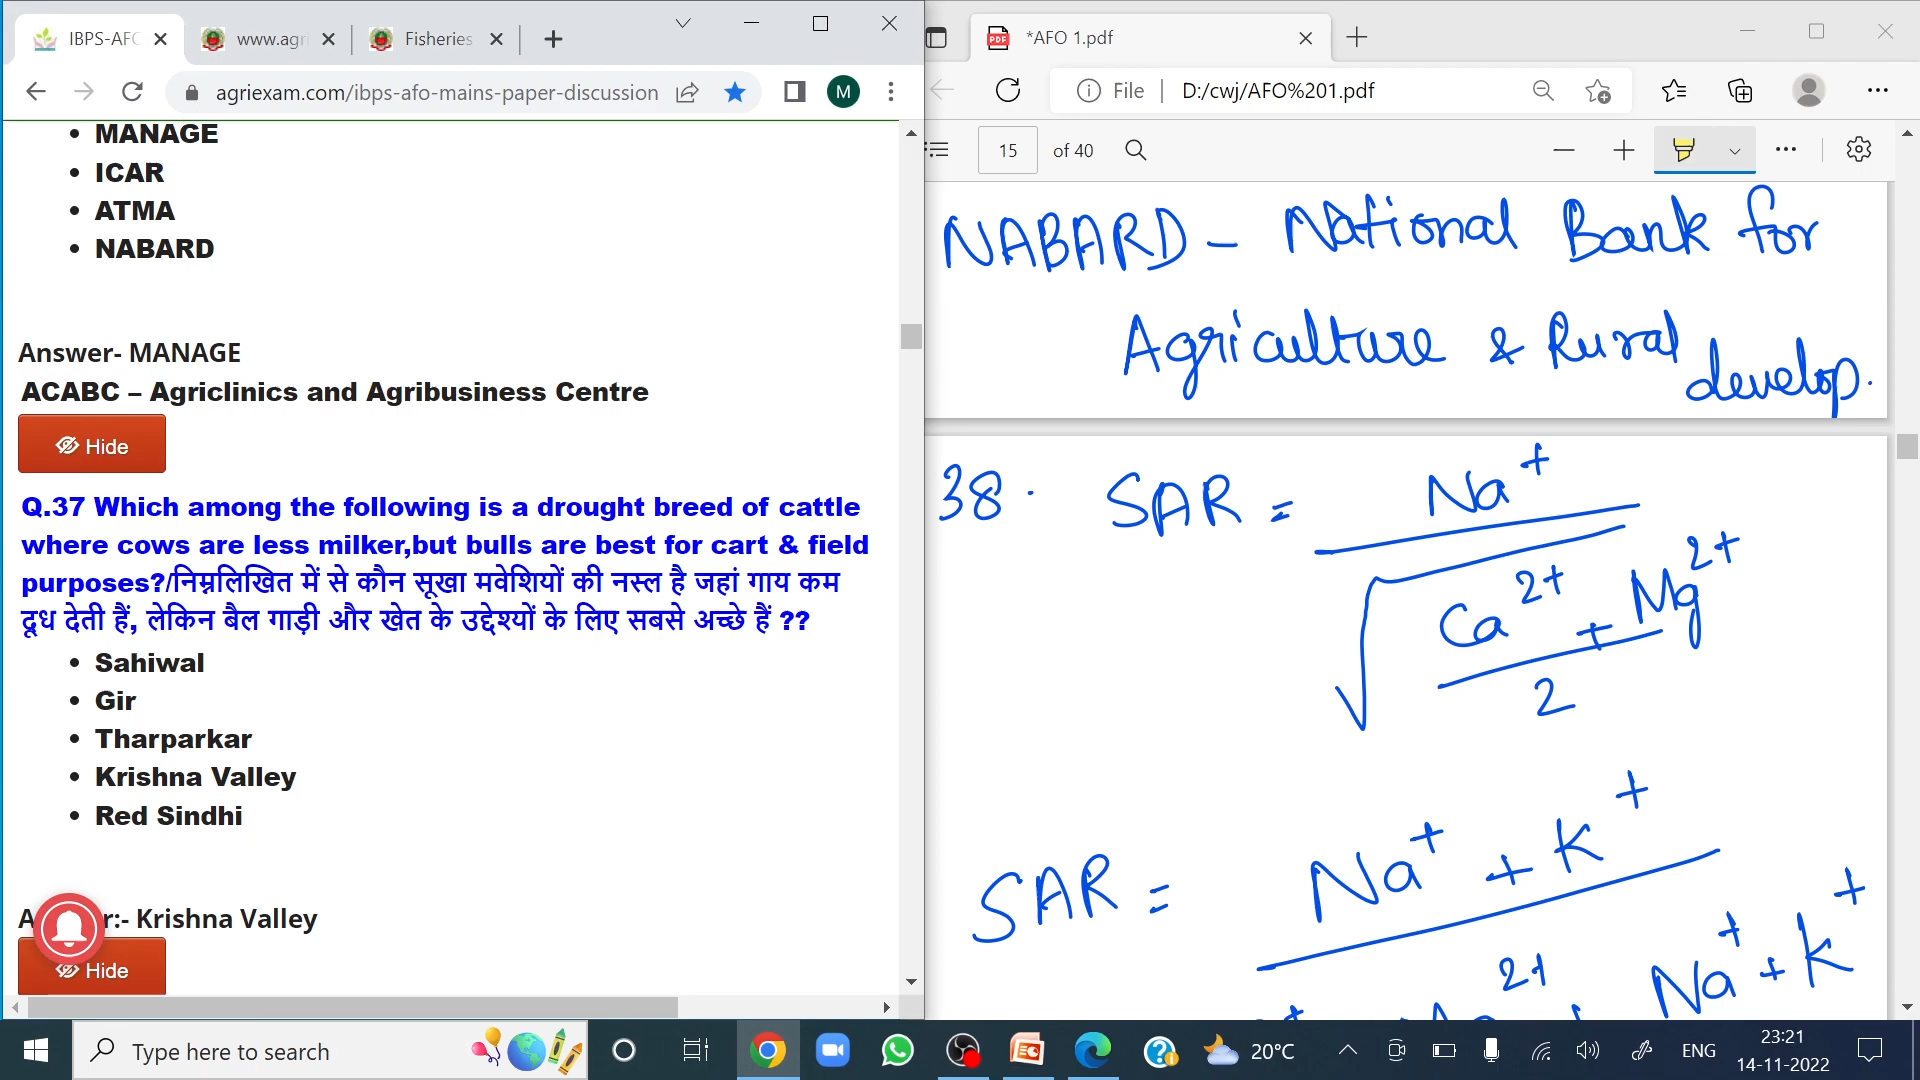 IBPS-AFC
www.agri
Fisheries
agriexam.com/ibps-afo-mains-paper-discussion
M
MANAGE
ICAR
ATMA
NABARD
Answer- MANAGE
ACABC – Agriclinics and Agribusiness Centre
Hide
Q.37 Which among the following is a drought breed of cattle
where cows are less milker,but bulls are best for cart & field
purposes?/निम्नलिखित में से कौन सूखा मवेशियों की नस्ल है जहां गाय कम
दूध देती हैं, लेकिन बैल गाड़ी और खेत के उद्देश्यों के लिए सबसे अच्छे हैं ??
Sahiwal
Gir
Tharparkar
Krishna Valley
Red Sindhi
r:- Krishna Valley
Hide
*AFO 1.pdf
File D:/cwj/AFO%201.pdf
15 of 40
NABARD - National Bank for
Agriculture & Rural
develop.
38. SAR = Na+
Ca2+ + Mg2+
2
SAR = Na+ + K+
2+ Na+ + K+
Type here to search
20°C
ENG
23:21
14-11-2022